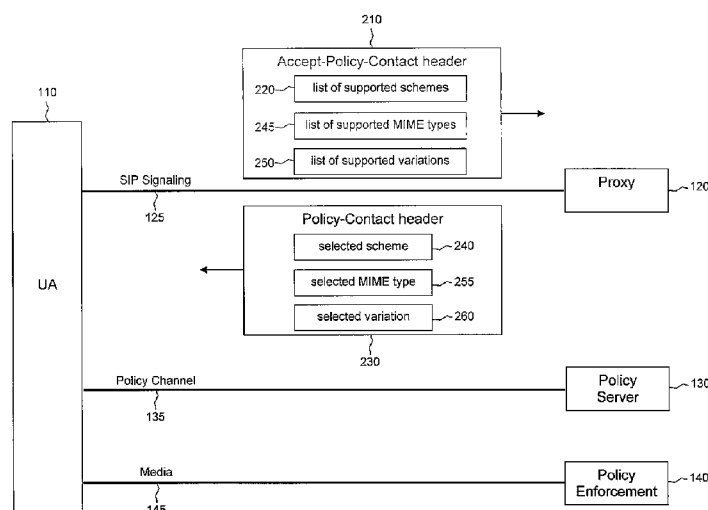 210
Accept-Policy-Contact header
220 list of supported schemes
245 list of supported MIME types
250 list of supported variations
110
SIP Signaling
125
Proxy
120
Policy-Contact header
selected scheme 240
selected MIME type 255
selected variation 260
230
UA
Policy Channel
135
Policy
Server
130
Media
145
Policy
Enforcement
140